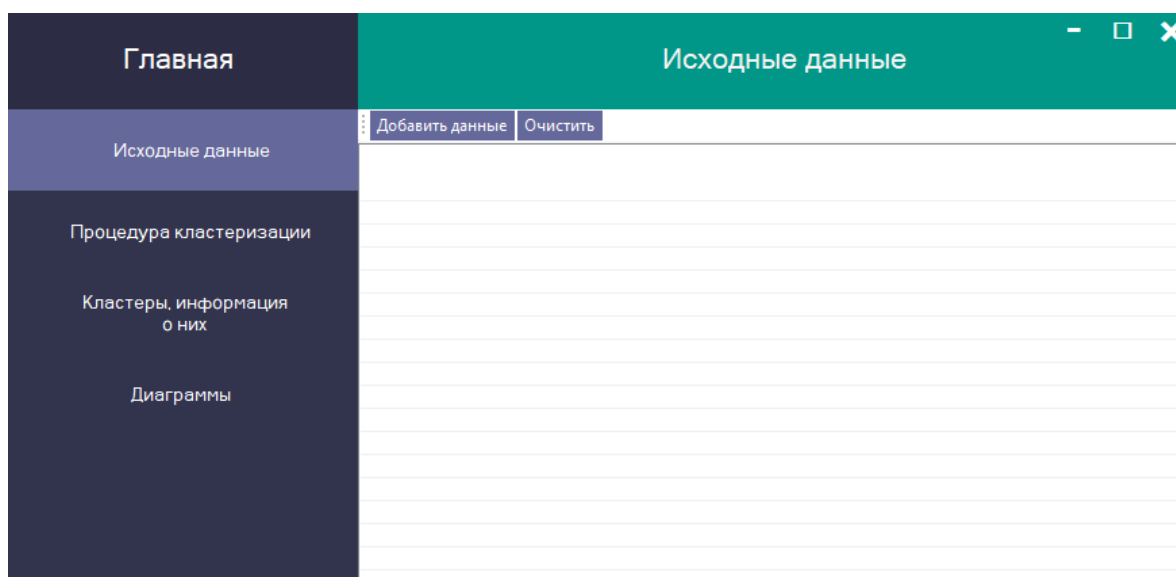 Главная
Исходные данные
Добавить данные Очистить
Исходные данные
Процедура кластеризации
Кластеры, информация
о них
Диаграммы